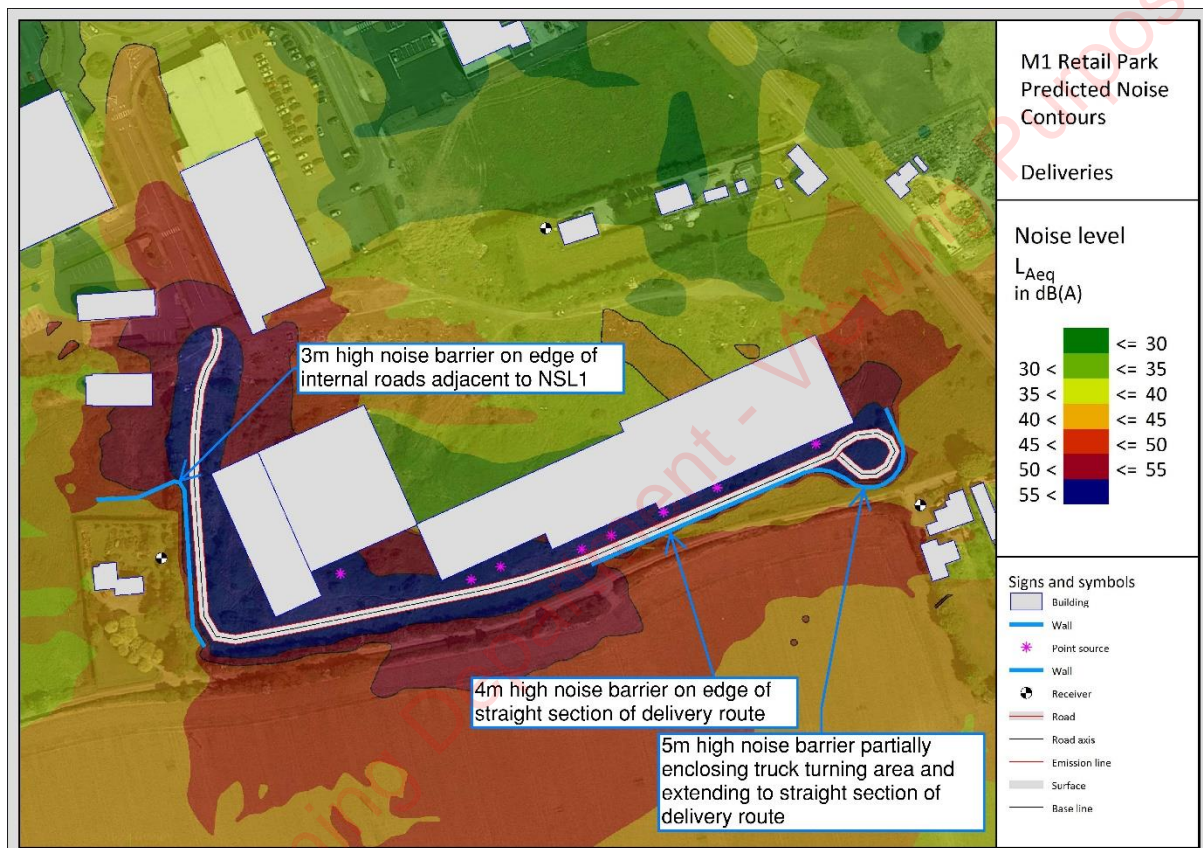 M1 Retail Park
Predicted Noise
Contours
Deliveries
Noise level
LAeq
in dB(A)
<= 30
30 < <= 35
35 < <= 40
40 < <= 45
45 < <= 50
50 < <= 55
55 <
Signs and symbols
Building
Wall
Point source
Wall
Receiver
Road
Road axis
Emission line
Surface
Base line
3m high noise barrier on edge of
internal roads adjacent to NSL1
4m high noise barrier on edge of
straight section of delivery route
5m high noise barrier partially
enclosing truck turning area and
extending to straight section of
delivery route